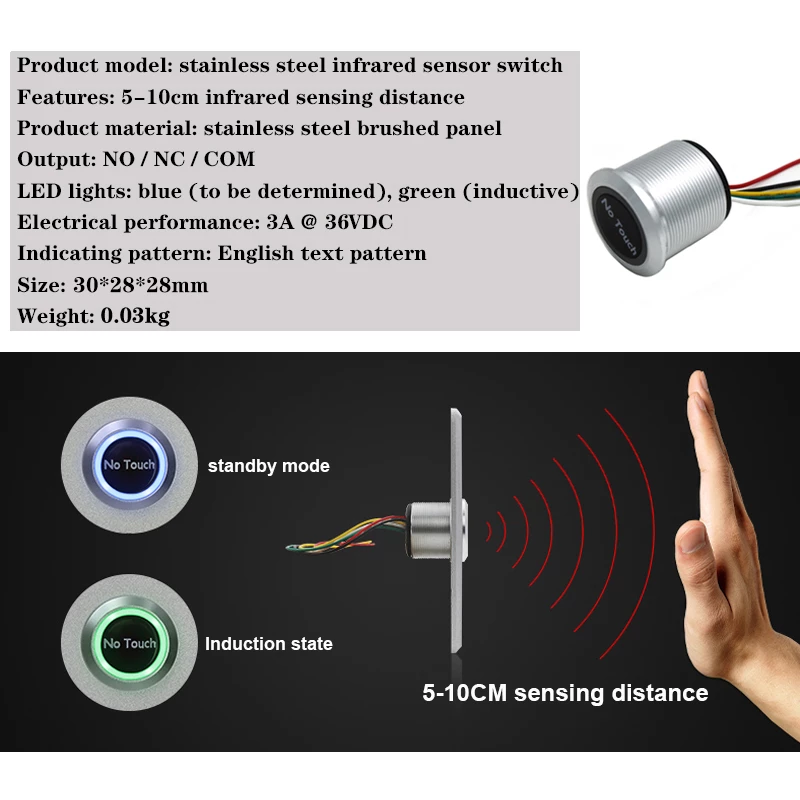 Product model: stainless steel infrared sensor switch
Features: 5-10cm infrared sensing distance
Product material: stainless steel brushed panel
Output: NO / NC / COM
LED lights: blue (to be determined), green (inductive)
Electrical performance: 3A @ 36VDC
Indicating pattern: English text pattern
Size: 30*28*28mm
Weight: 0.03kg
No Touch
No Touch
standby mode
No Touch
Induction state
5-10CM sensing distance